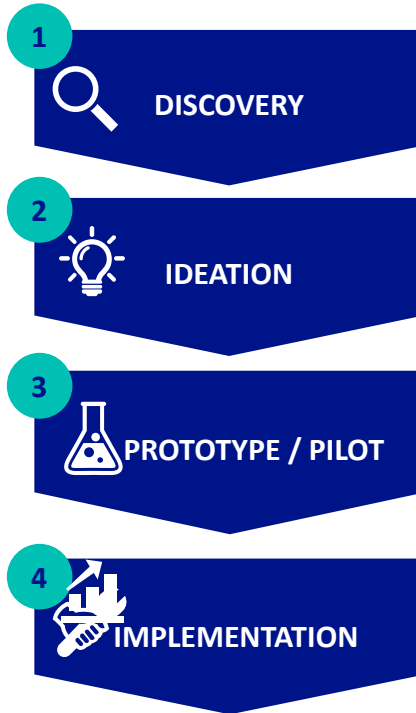 1
DISCOVERY
2
IDEATION
3
PROTOTYPE / PILOT
4
IMPLEMENTATION